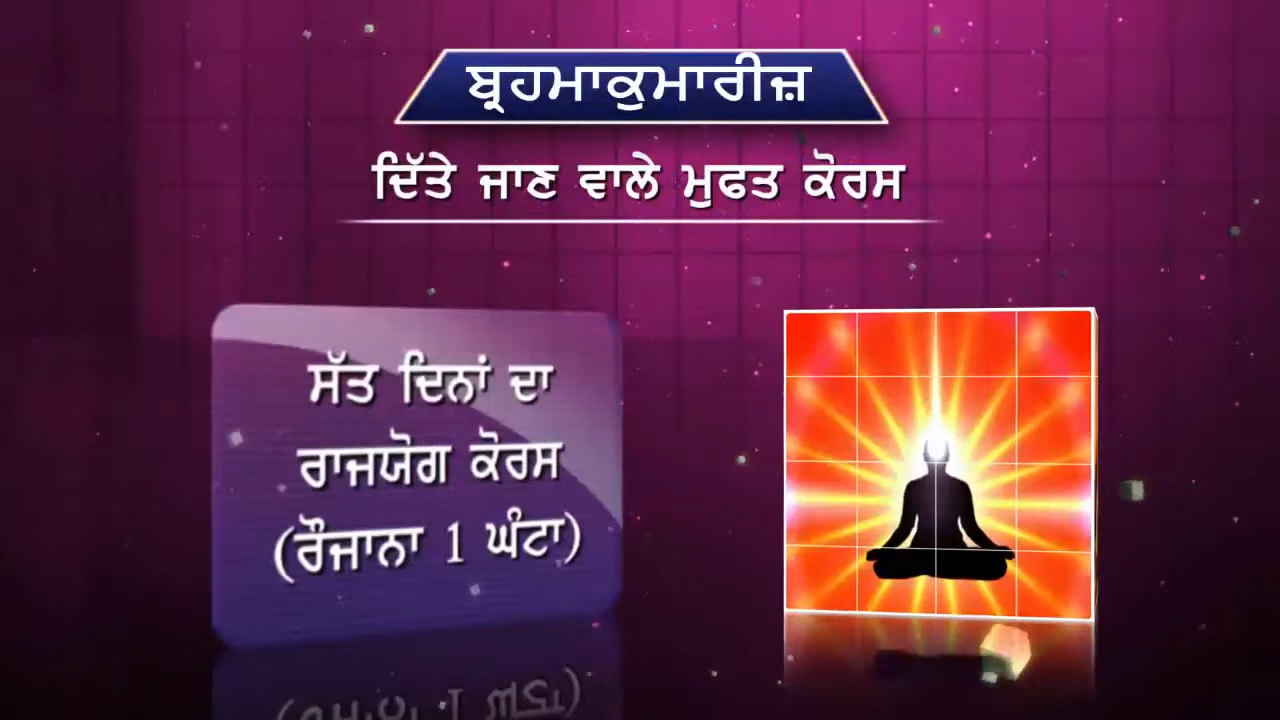 ਬ੍ਰਹਮਾਕੁਮਾਰੀਜ਼
ਦਿੱਤੇ ਜਾਣ ਵਾਲੇ ਮੁਫਤ ਕੋਰਸ
ਸੱਤ ਦਿਨਾਂ ਦਾ
ਰਾਜਯੋਗ ਕੋਰਸ
(ਰੌਜਾਨਾ 1 ਘੰਟਾ)